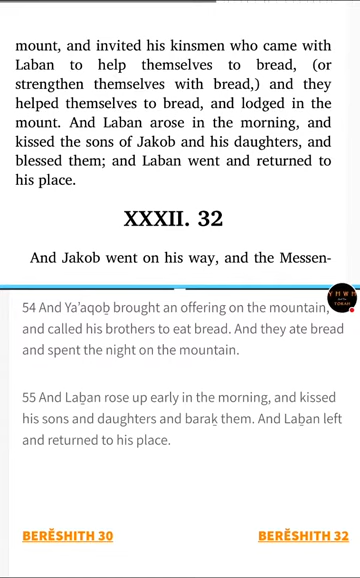 mount, and invited his kinsmen who came with
Laban to help themselves to bread, (or
strengthen themselves with bread,) and they
helped themselves to bread, and lodged in the
mount. And Laban arose in the morning, and
kissed the sons of Jakob and his daughters, and
blessed them; and Laban went and returned to
his place.
XXXII. 32
And Jakob went on his way, and the Messen-
Y H W H
TORAH
54 And Ya'aqoḇ brought an offering on the mountain,
and called his brothers to eat bread. And they ate bread
and spent the night on the mountain.
55 And Laḇan rose up early in the morning, and kissed
his sons and daughters and baraḵ them. And Laḇan left
and returned to his place.
BERĔSHITH 30
BERĔSHITH 32